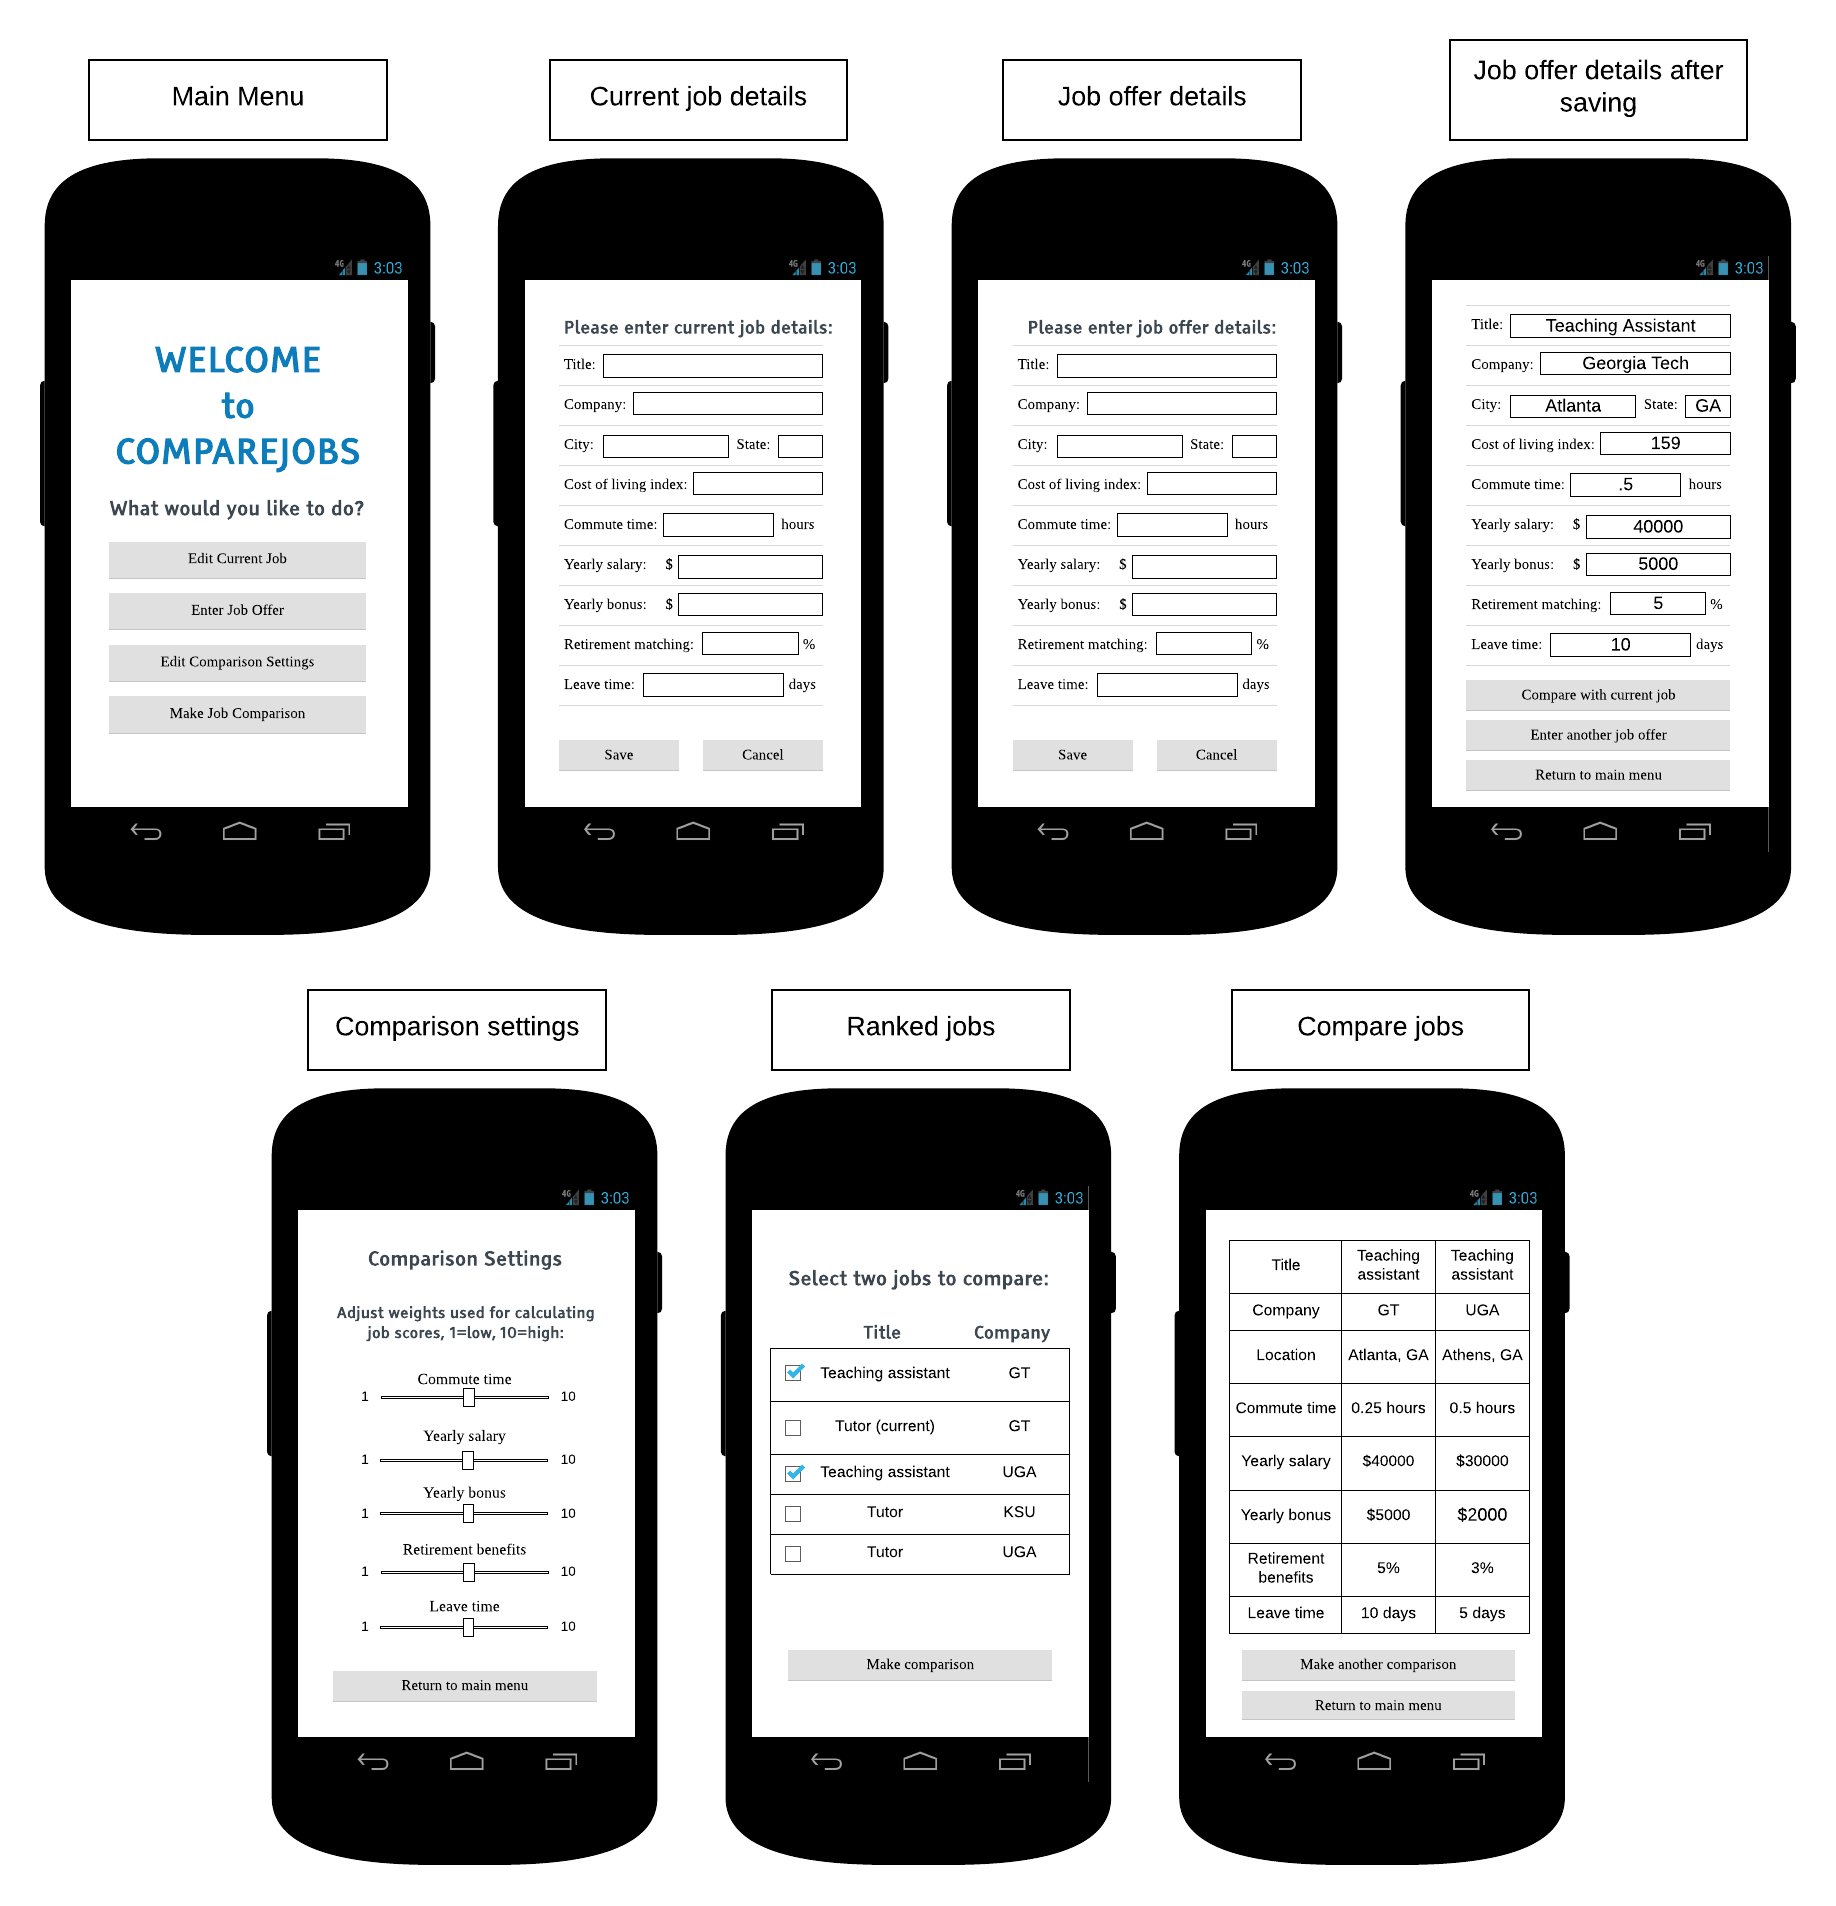 Main Menu
4G 3:03
WELCOME
to
COMPAREJOBS
What would you like to do?
Edit Current Job
Enter Job Offer
Edit Comparison Settings
Make Job Comparison
Current job details
4G 3:03
Please enter current job details:
Title:
Company:
City: State:
Cost of living index:
Commute time: hours
Yearly salary: $
Yearly bonus: $
Retirement matching: %
Leave time: days
Save Cancel
Job offer details
4G 3:03
Please enter job offer details:
Title:
Company:
City: State:
Cost of living index:
Commute time: hours
Yearly salary: $
Yearly bonus: $
Retirement matching: %
Leave time: days
Save Cancel
Job offer details after
saving
4G 3:03
Title: Teaching Assistant
Company: Georgia Tech
City: Atlanta State: GA
Cost of living index: 159
Commute time: .5 hours
Yearly salary: $ 40000
Yearly bonus: $ 5000
Retirement matching: 5 %
Leave time: 10 days
Compare with current job
Enter another job offer
Return to main menu
Comparison settings
4G 3:03
Comparison Settings
Adjust weights used for calculating
job scores, 1=low, 10=high:
Commute time
1 10
Yearly salary
1 10
Yearly bonus
1 10
Retirement benefits
1 10
Leave time
1 10
Return to main menu
Ranked jobs
4G 3:03
Select two jobs to compare:
Title Company
Teaching assistant GT
Tutor (current) GT
Teaching assistant UGA
Tutor KSU
Tutor UGA
Make comparison
Compare jobs
4G 3:03
Title Teaching assistant Teaching assistant
Company GT UGA
Location Atlanta, GA Athens, GA
Commute time 0.25 hours 0.5 hours
Yearly salary $40000 $30000
Yearly bonus $5000 $2000
Retirement benefits 5% 3%
Leave time 10 days 5 days
Make another comparison
Return to main menu